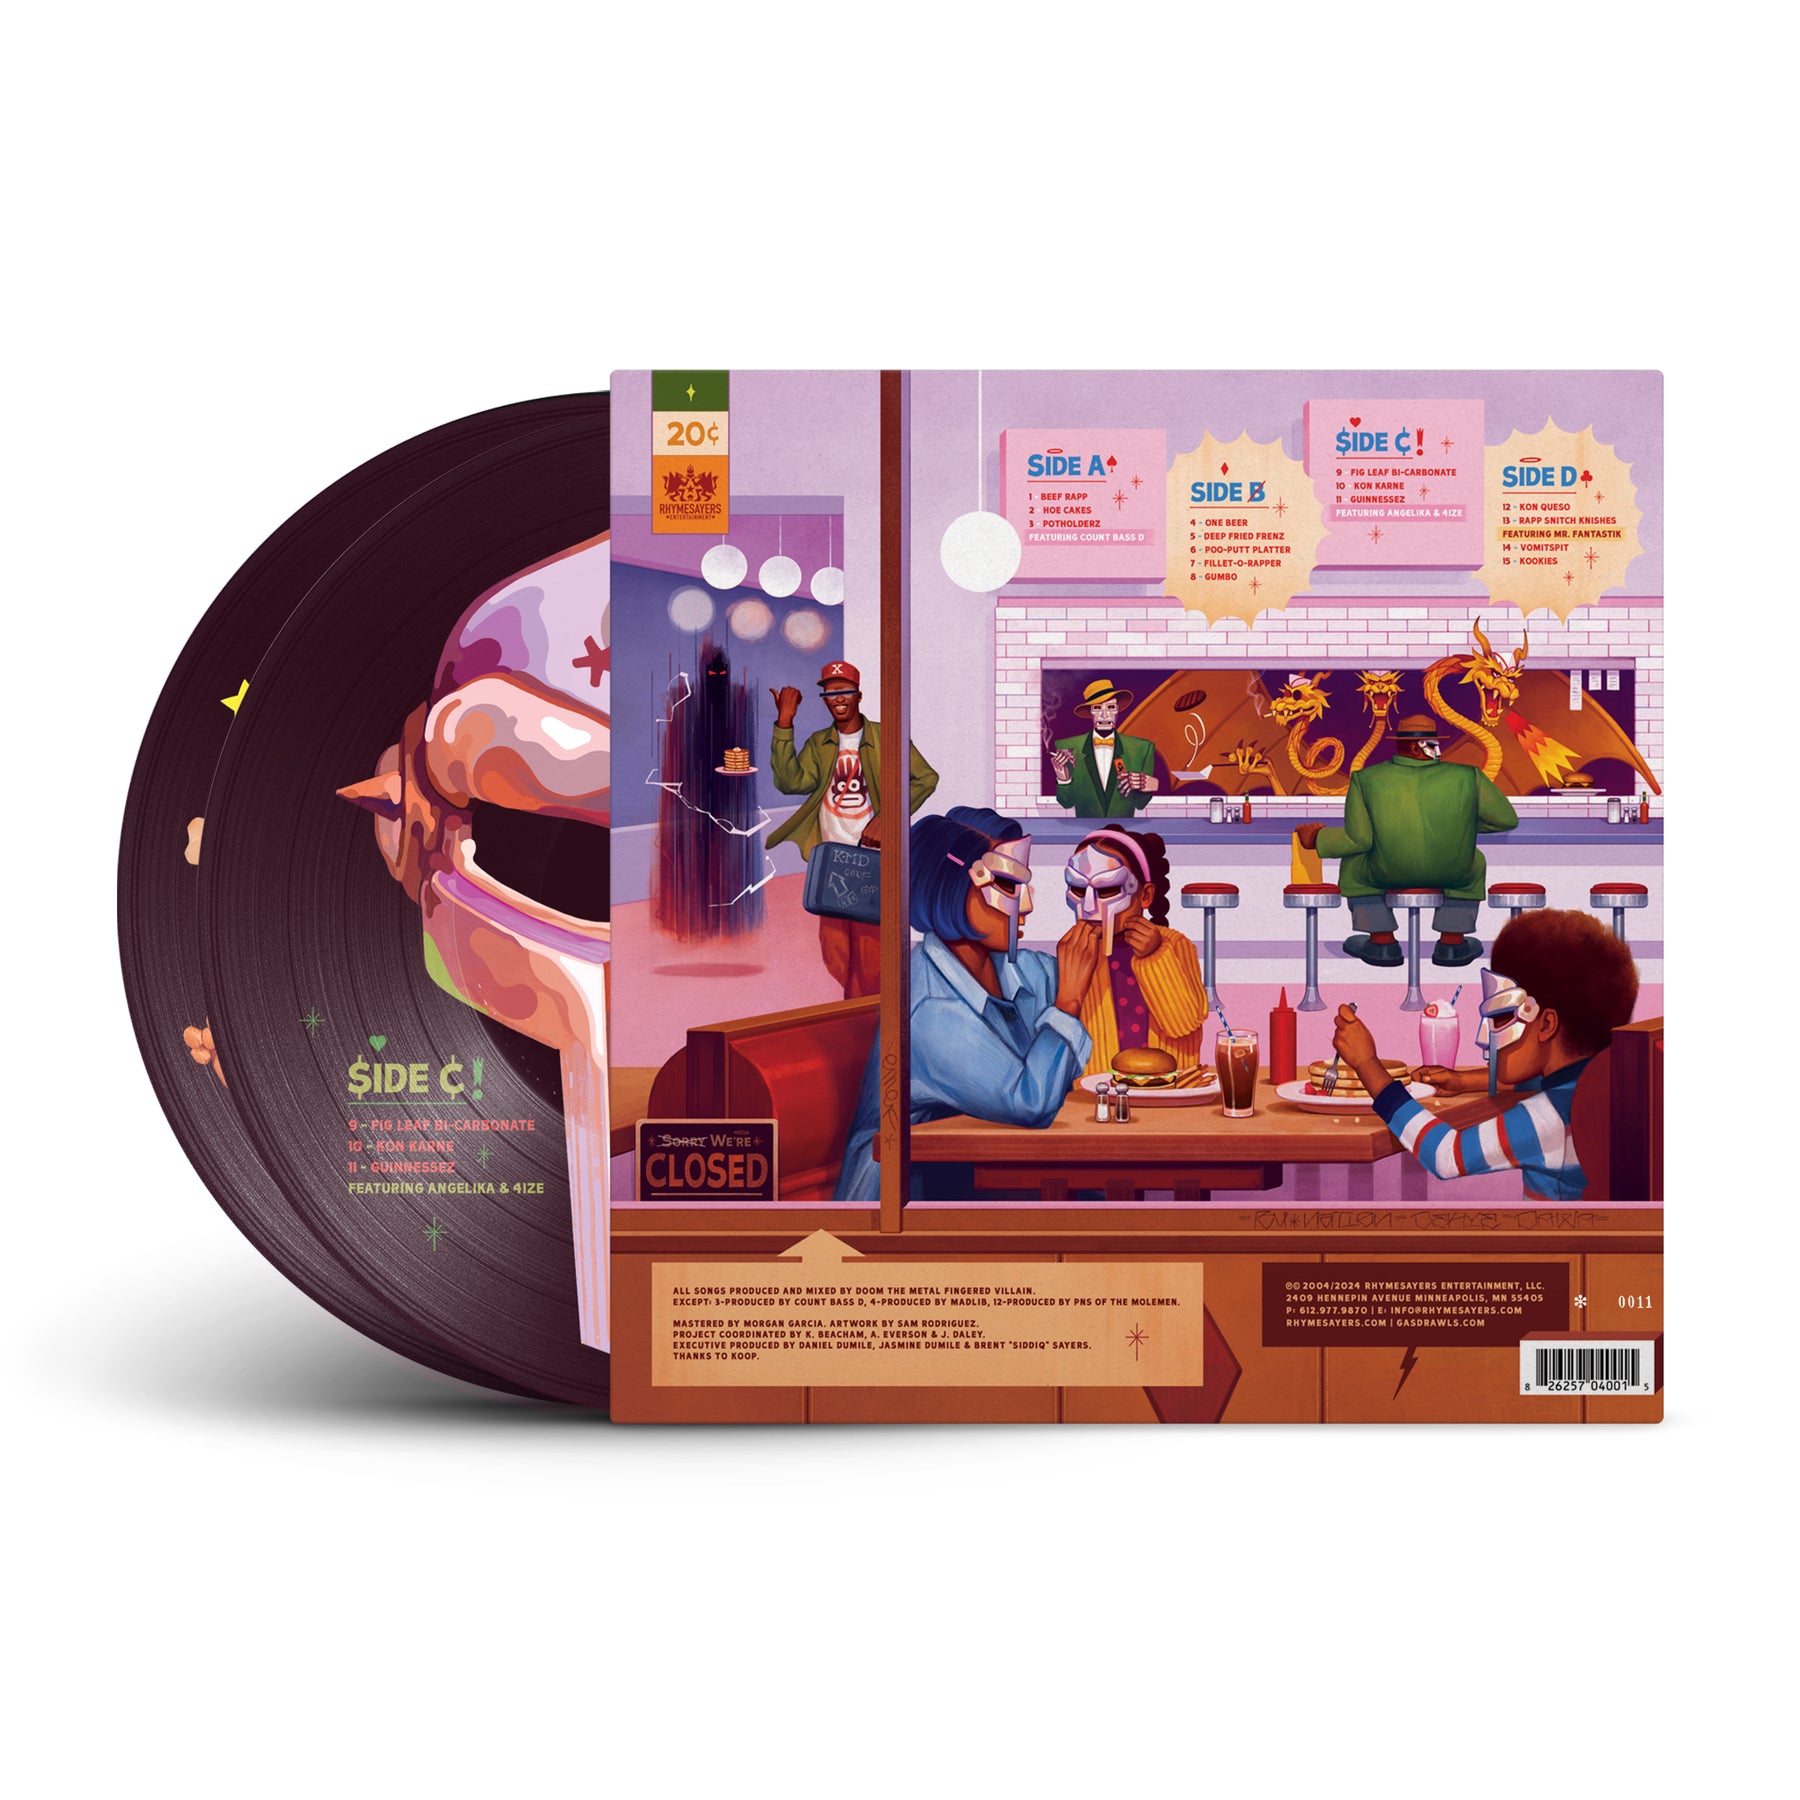 20¢
RHYMESAYERS
ENTERTAINMENT
SIDE A
1 - BEEF RAPP
2 - HOE CAKES
3 - POTHOLDERZ
FEATURING COUNT BASS D
SIDE B
4 - ONE BEER
5 - DEEP FRIED FRENZ
6 - POO-PUTT PLATTER
7 - FILLET-O-RAPPER
8 - GUMBO
$IDE ¢!
9 - FIG LEAF BI-CARBONATE
10 - KON KARNE
11 - GUINNESSEZ
FEATURING ANGELIKA & 4IZE
SIDE D
12 - KON QUESO
13 - RAPP SNITCH KNISHES
FEATURING MR. FANTASTIK
14 - VOMITSPIT
15 - KOOKIES
X
KMD
$IDE ¢!
9 - FIG LEAF BI-CARBONATE
10 - KON KARNE
11 - GUINNESSEZ
FEATURING ANGELIKA & 4IZE
SORRY WE'RE
CLOSED
ALL SONGS PRODUCED AND MIXED BY DOOM THE METAL FINGERED VILLAIN.
EXCEPT: 3-PRODUCED BY COUNT BASS D, 4-PRODUCED BY MADLIB, 12-PRODUCED BY PNS OF THE MOLEMEN.
MASTERED BY MORGAN GARCIA. ARTWORK BY SAM RODRIGUEZ.
PROJECT COORDINATED BY K. BEACHAM, A. EVERSON & J. DALEY.
EXECUTIVE PRODUCED BY DANIEL DUMILE, JASMINE DUMILE & BRENT "SIDDIQ" SAYERS.
THANKS TO KOOP.
℗© 2004/2024 RHYMESAYERS ENTERTAINMENT, LLC.
2409 HENNEPIN AVENUE MINNEAPOLIS, MN 55405
P: 612.977.9870 | E: INFO@RHYMESAYERS.COM
RHYMESAYERS.COM | GASDRAWLS.COM
* 0011
8 26257 04001 5